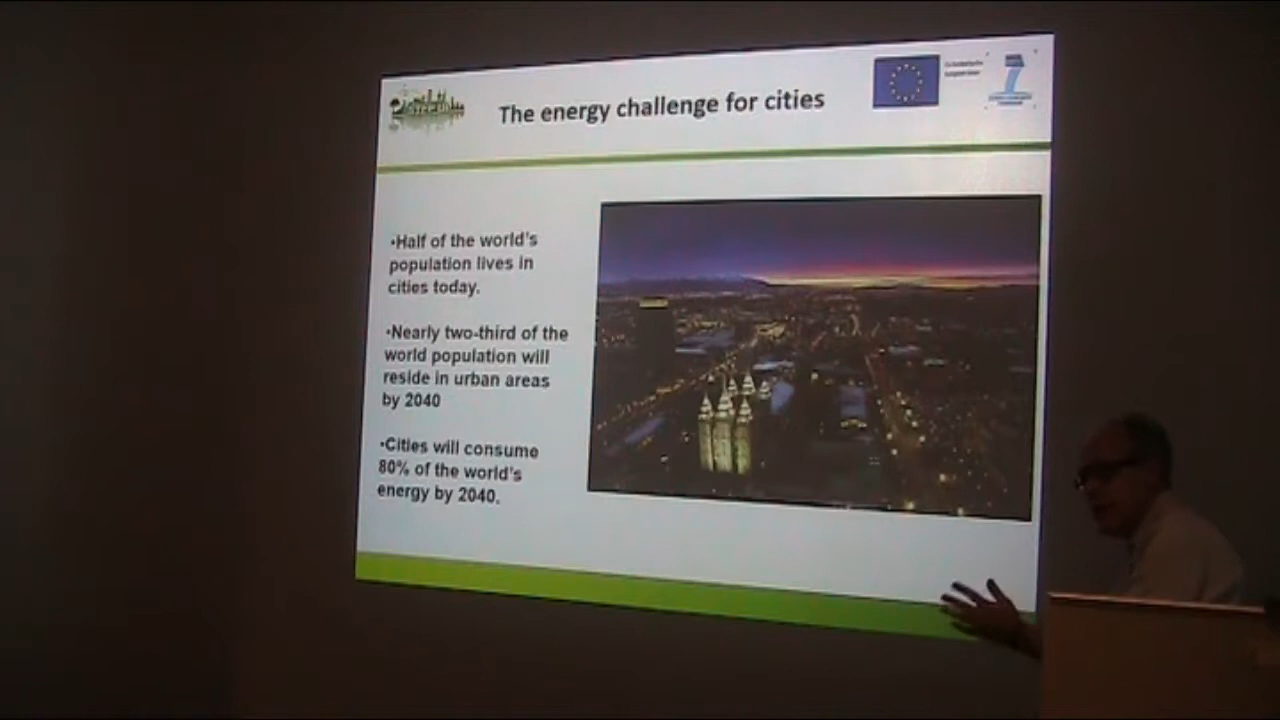 The energy challenge for cities
•Half of the world's
population lives in
cities today.
•Nearly two-third of the
world population will
reside in urban areas
by 2040
•Cities will consume
80% of the world's
energy by 2040.